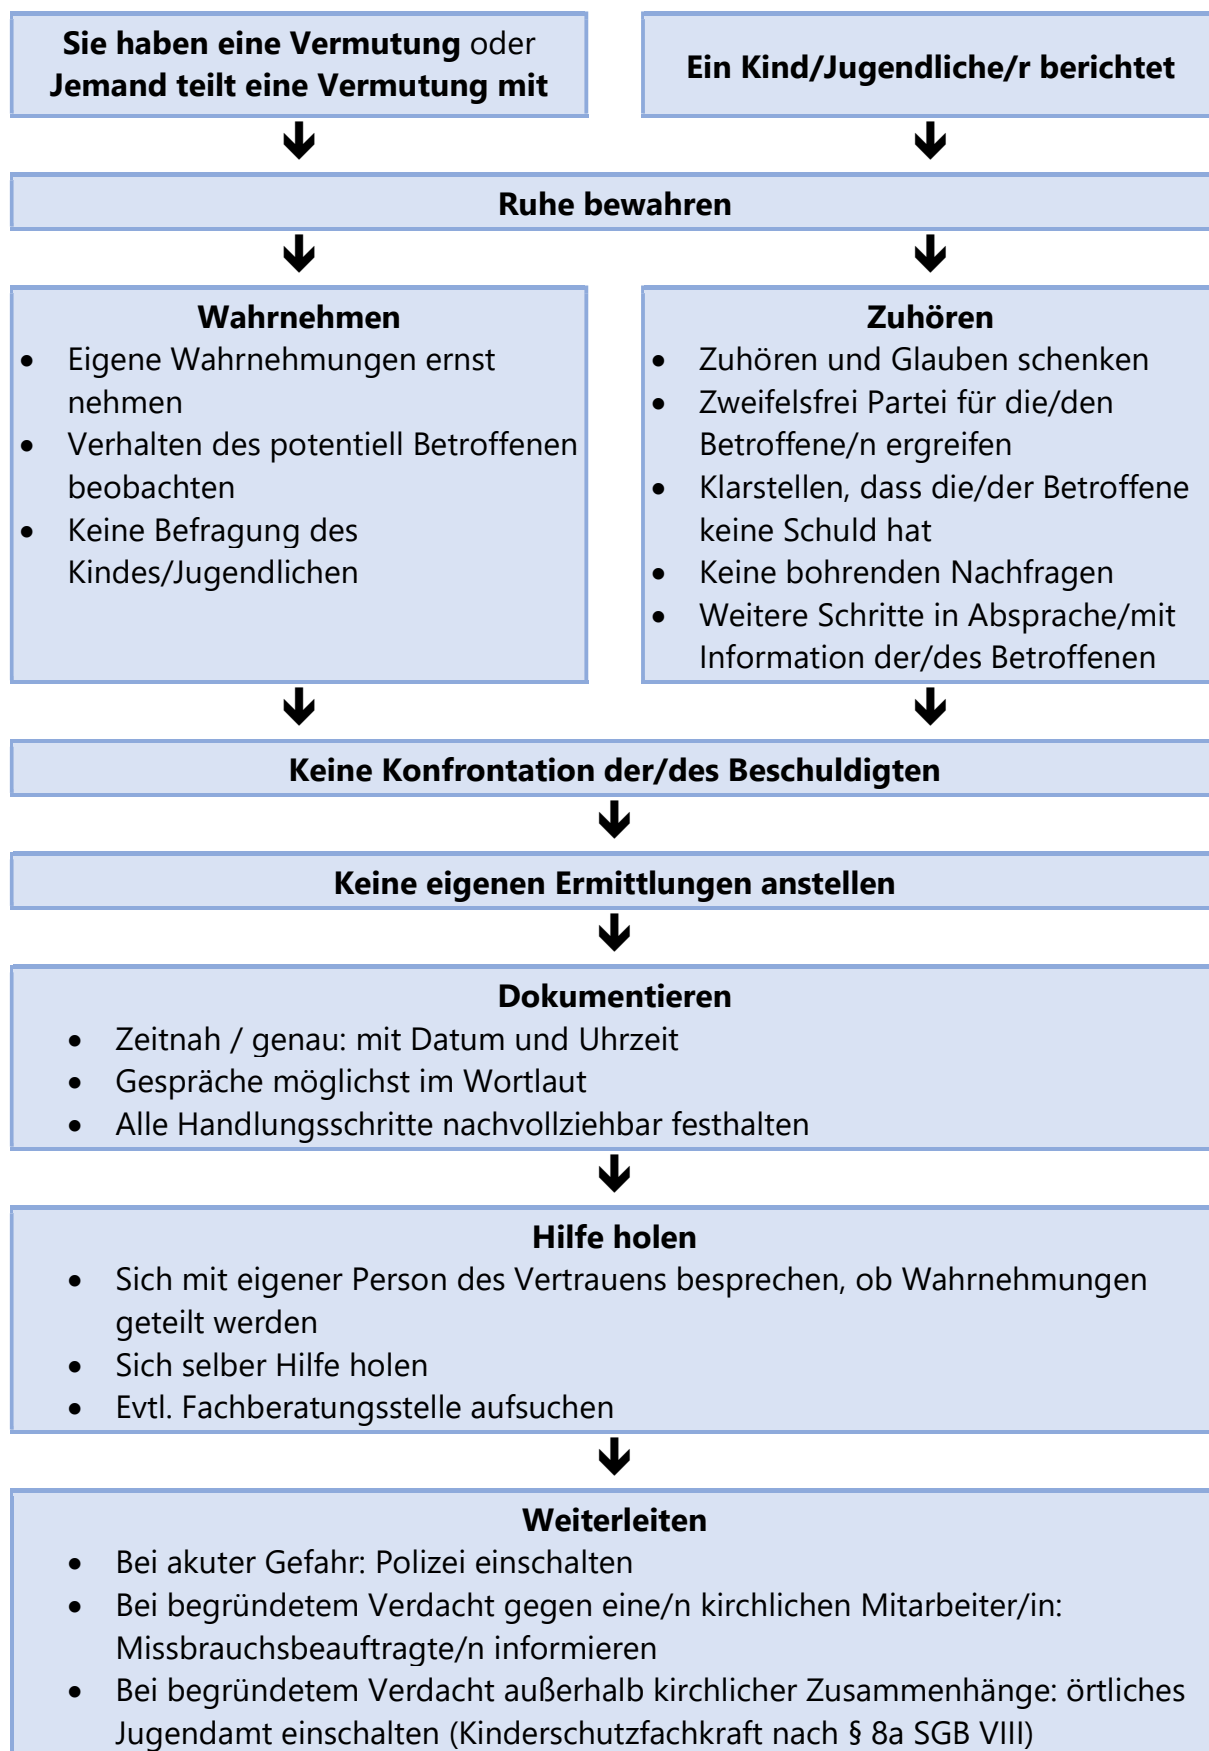 Sie haben eine Vermutung oder
Jemand teilt eine Vermutung mit
Ein Kind/Jugendliche/r berichtet
Ruhe bewahren
Wahrnehmen
• Eigene Wahrnehmungen ernst
nehmen
• Verhalten des potentiell Betroffenen
beobachten
• Keine Befragung des
Kindes/Jugendlichen
Zuhören
• Zuhören und Glauben schenken
• Zweifelsfrei Partei für die/den
Betroffene/n ergreifen
• Klarstellen, dass die/der Betroffene
keine Schuld hat
• Keine bohrenden Nachfragen
• Weitere Schritte in Absprache/mit
Information der/des Betroffenen
Keine Konfrontation der/des Beschuldigten
Keine eigenen Ermittlungen anstellen
Dokumentieren
• Zeitnah / genau: mit Datum und Uhrzeit
• Gespräche möglichst im Wortlaut
• Alle Handlungsschritte nachvollziehbar festhalten
Hilfe holen
• Sich mit eigener Person des Vertrauens besprechen, ob Wahrnehmungen
geteilt werden
• Sich selber Hilfe holen
• Evtl. Fachberatungsstelle aufsuchen
Weiterleiten
• Bei akuter Gefahr: Polizei einschalten
• Bei begründetem Verdacht gegen eine/n kirchlichen Mitarbeiter/in:
Missbrauchsbeauftragte/n informieren
• Bei begründetem Verdacht außerhalb kirchlicher Zusammenhänge: örtliches
Jugendamt einschalten (Kinderschutzfachkraft nach § 8a SGB VIII)